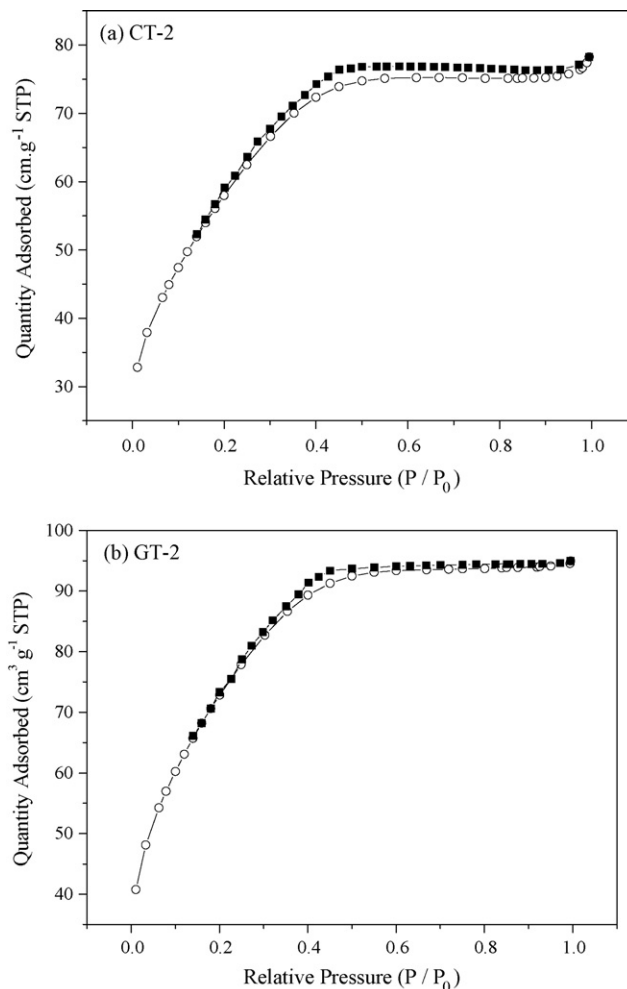 (a) CT-2
80
70
60
50
40
30
Quantity Adsorbed (cm.g⁻¹ STP)
0.0 0.2 0.4 0.6 0.8 1.0
Relative Pressure (P / P₀)
(b) GT-2
100
90
80
70
60
50
40
Quantity Adsorbed (cm³ g⁻¹ STP)
0.0 0.2 0.4 0.6 0.8 1.0
Relative Pressure (P / P₀)